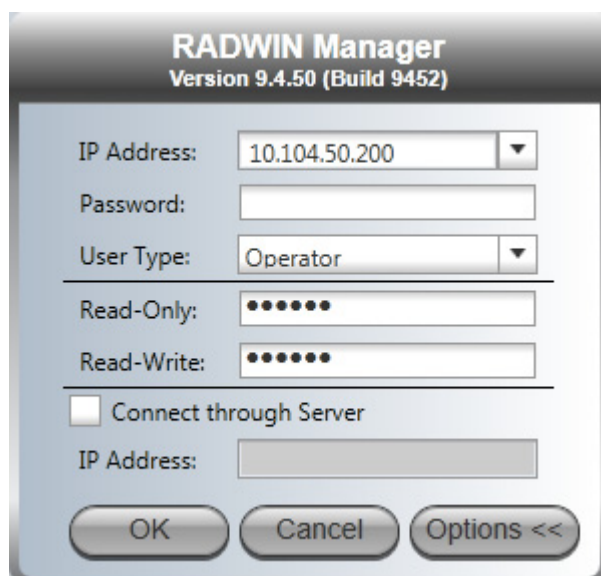 RADWIN Manager
Version 9.4.50 (Build 9452)
IP Address: 10.104.50.200
Password:
User Type: Operator
Read-Only: ●●●●●●
Read-Write: ●●●●●●
Connect through Server
IP Address:
OK Cancel Options <<